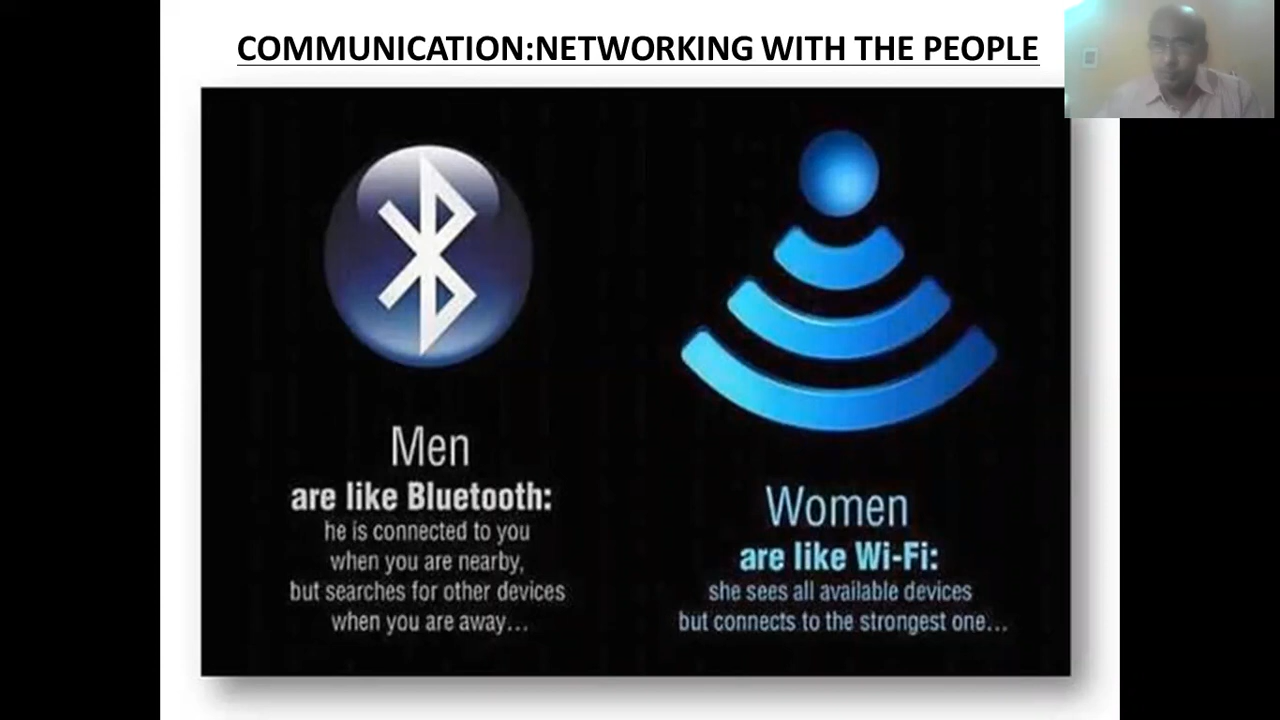 COMMUNICATION:NETWORKING WITH THE PEOPLE
Men
are like Bluetooth:
he is connected to you
when you are nearby,
but searches for other devices
when you are away...
Women
are like Wi-Fi:
she sees all available devices
but connects to the strongest one...